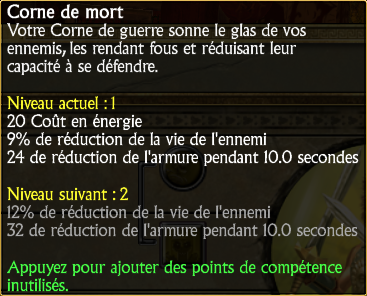 Corne de mort
Votre Corne de guerre sonne le glas de vos
ennemis, les rendant fous et réduisant leur
capacité à se défendre.
Niveau actuel : 1
20 Coût en énergie
9% de réduction de la vie de l'ennemi
24 de réduction de l'armure pendant 10.0 secondes
Niveau suivant : 2
12% de réduction de la vie de l'ennemi
32 de réduction de l'armure pendant 10.0 secondes
Appuyez pour ajouter des points de compétence
inutilisés.